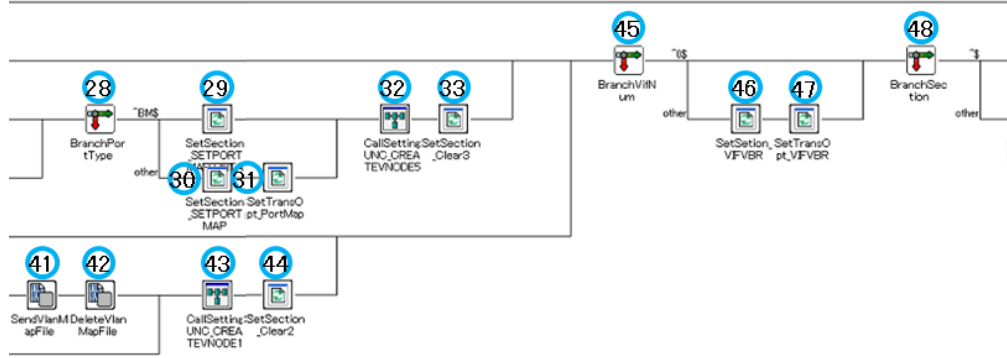 45
48
^0$
^$
BranchVifN
um
BranchSec
tion
28
29
32
33
46
47
^BM$
other
other
BranchPor
tType
SetSection
_SETPORT
CallSetting:
UNC_CREA
TEVNODE5
SetSection
_Clear3
SetSetion_
VIFVBR
SetTransO
pt_VIFVBR
other
30
31
SetSection
_SETPORT
MAP
SetTransO
pt_PortMap
41
42
43
44
SendVlanM
apFile
DeleteVlan
MapFile
CallSetting:
UNC_CREA
TEVNODE1
SetSection
_Clear2